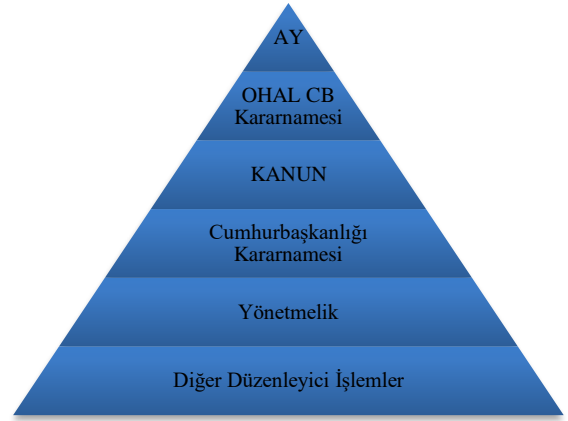 AY
OHAL CB
Kararnamesi
KANUN
Cumhurbaşkanlığı
Kararnamesi
Yönetmelik
Diğer Düzenleyici İşlemler